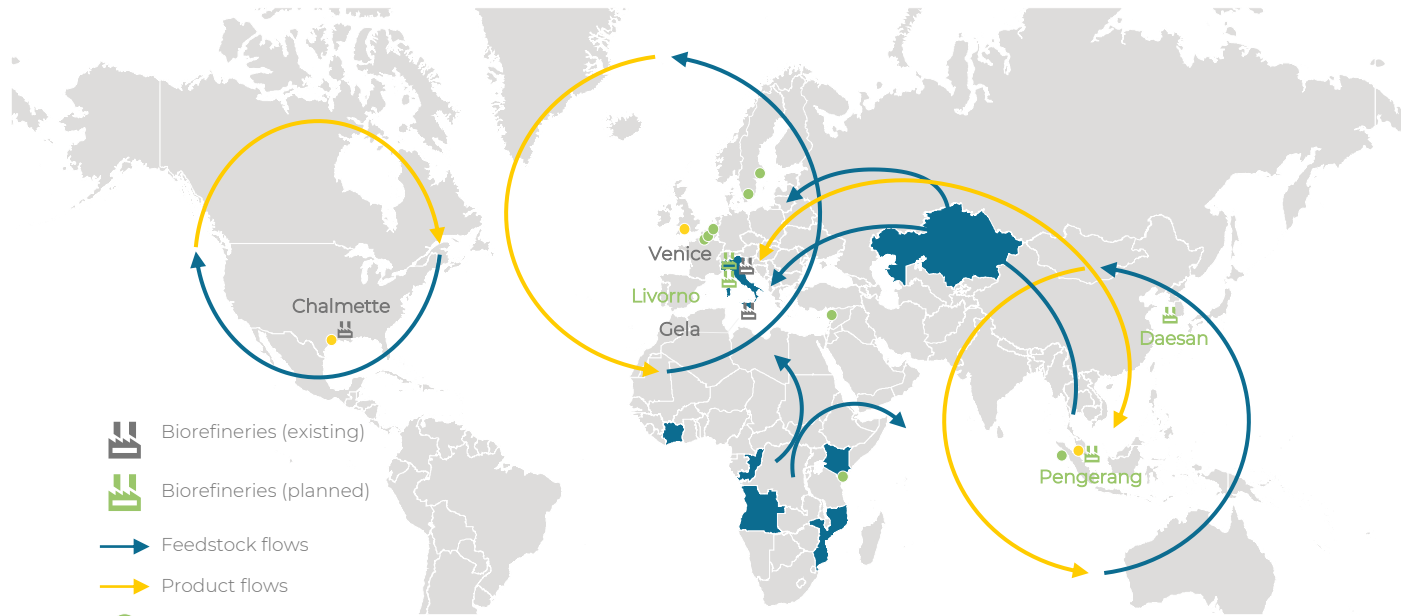 Venice
Livorno
Chalmette
Gela
Daesan
Pengerang
Biorefineries (existing)
Biorefineries (planned)
Feedstock flows
Product flows